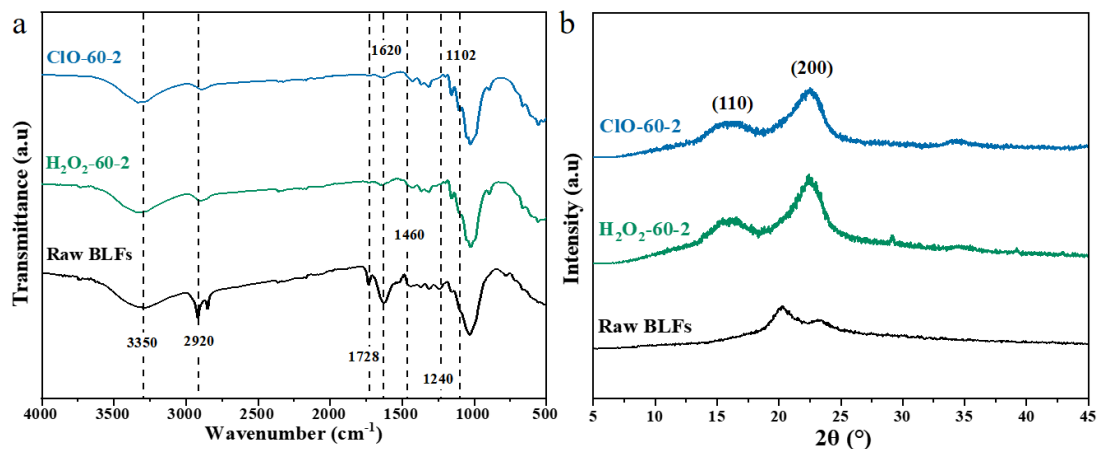 a
Transmittance (a.u)
ClO-60-2
H₂O₂-60-2
Raw BLFs
1620
1102
1460
3350
2920
1728
1240
4000
3500
3000
2500
2000
1500
1000
500
Wavenumber (cm⁻¹)
b
Intensity (a.u)
(110)
(200)
ClO-60-2
H₂O₂-60-2
Raw BLFs
5
10
15
20
25
30
35
40
45
2θ (°)